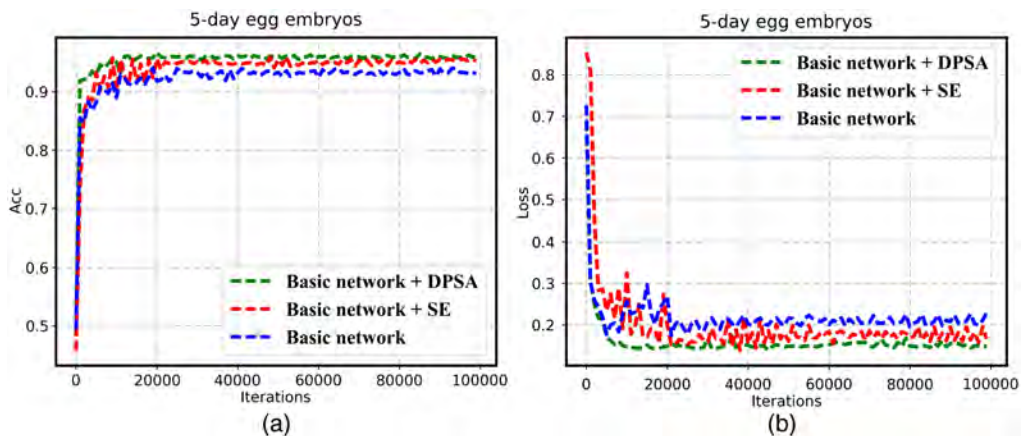 5-day egg embryos
Acc
0.9
0.8
0.7
0.6
0.5
Basic network + DPSA
Basic network + SE
Basic network
0 20000 40000 60000 80000 100000
Iterations
(a)
5-day egg embryos
Loss
0.8
0.7
0.6
0.5
0.4
0.3
0.2
Basic network + DPSA
Basic network + SE
Basic network
0 20000 40000 60000 80000 100000
Iterations
(b)